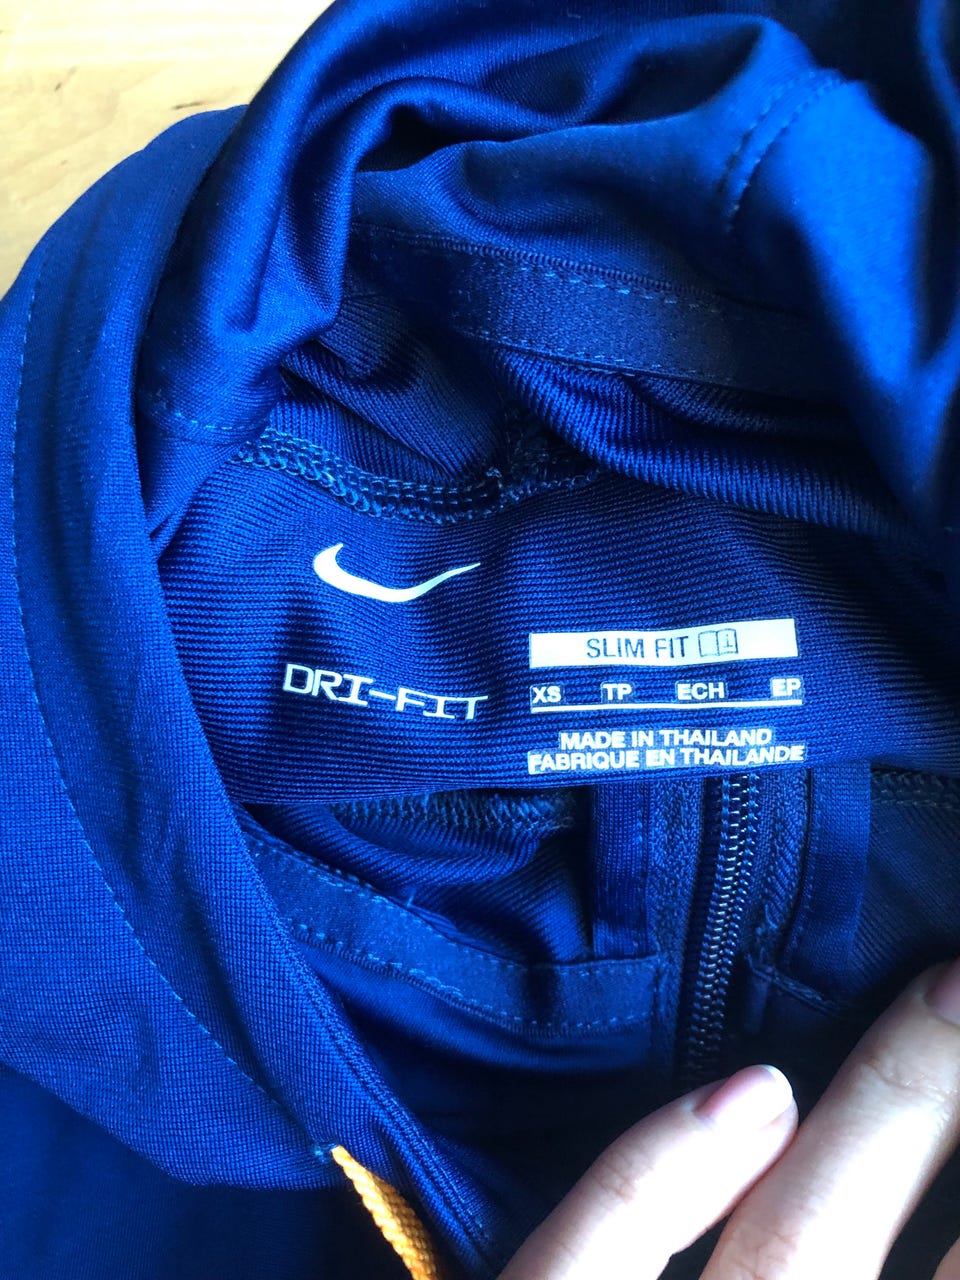 DRI-FIT
SLIM FIT
XS TP ECH EP
MADE IN THAILAND
FABRIQUE EN THAILANDE